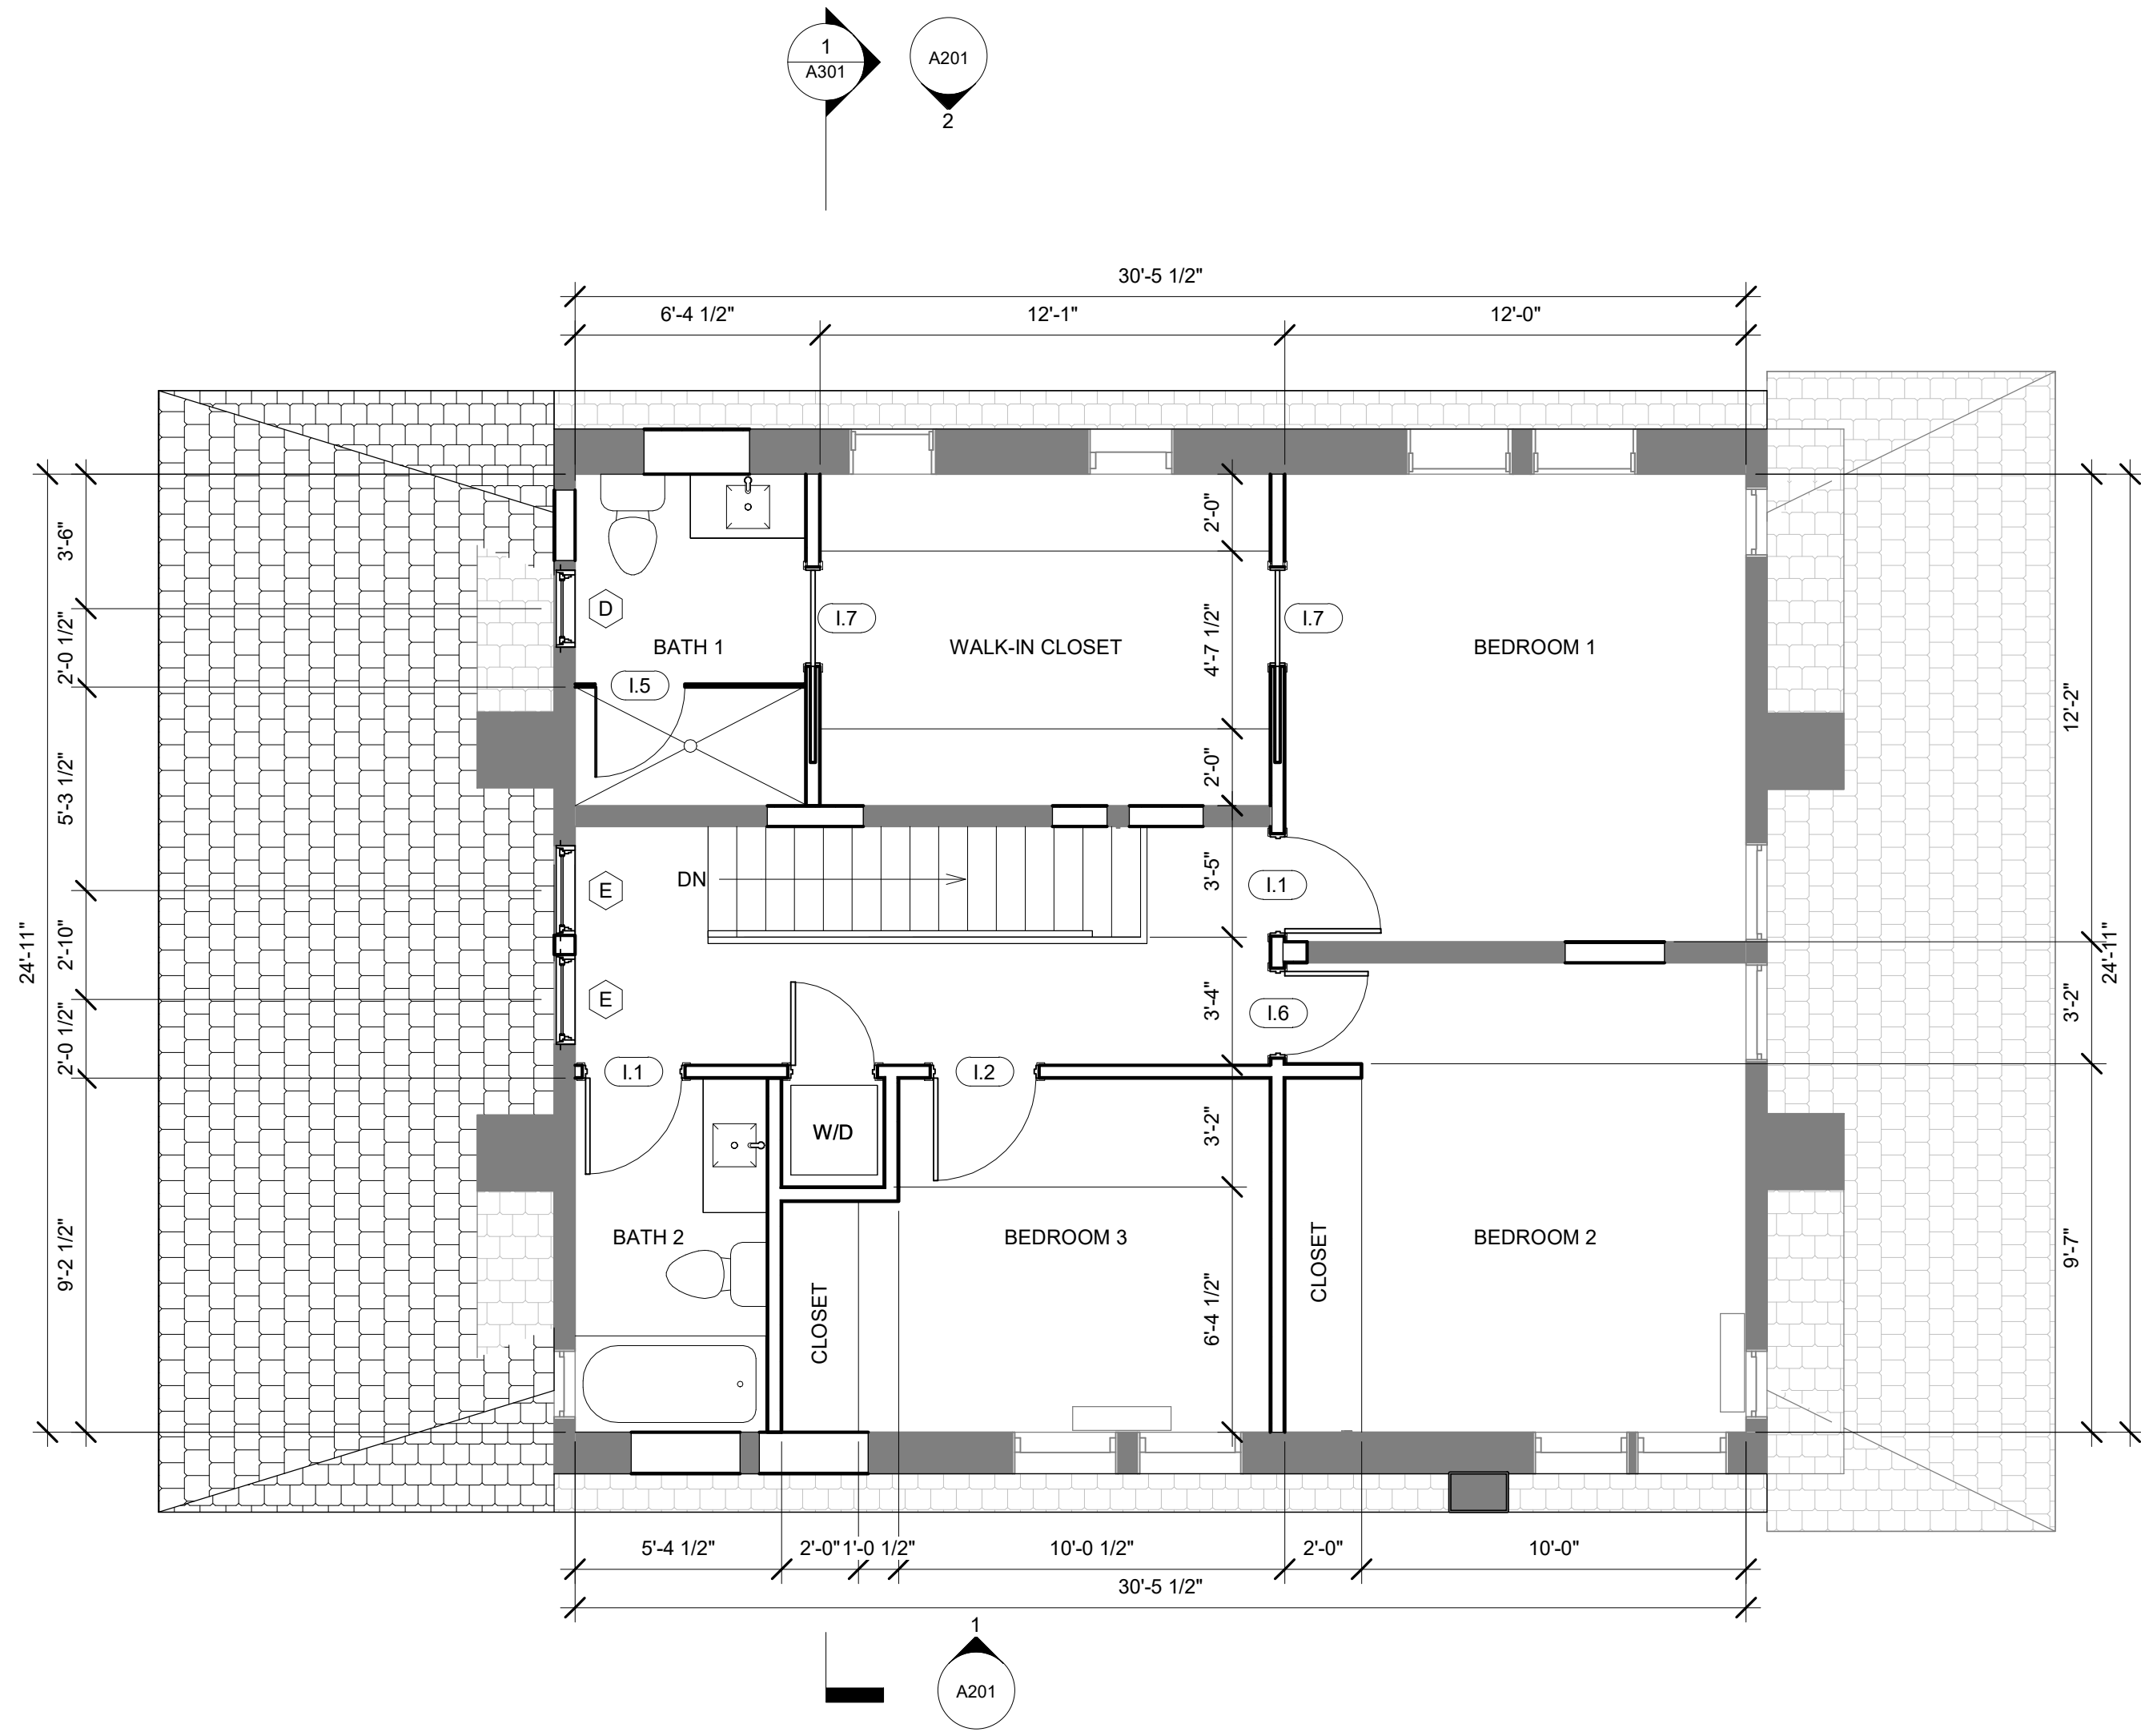 1
A301
A201
2
30'-5 1/2"
6'-4 1/2"
12'-1"
12'-0"
3'-6"
2'-0 1/2"
5'-3 1/2"
2'-10"
2'-0 1/2"
9'-2 1/2"
24'-11"
2'-0"
4'-7 1/2"
2'-0"
3'-5"
3'-4"
3'-2"
6'-4 1/2"
12'-2"
3'-2"
9'-7"
24'-11"
D
I.7
I.7
BATH 1
WALK-IN CLOSET
BEDROOM 1
I.5
DN
E
I.1
E
I.6
I.1
I.2
W/D
BATH 2
BEDROOM 3
CLOSET
BEDROOM 2
CLOSET
5'-4 1/2"
2'-0"
1'-0 1/2"
10'-0 1/2"
2'-0"
10'-0"
30'-5 1/2"
1
A201